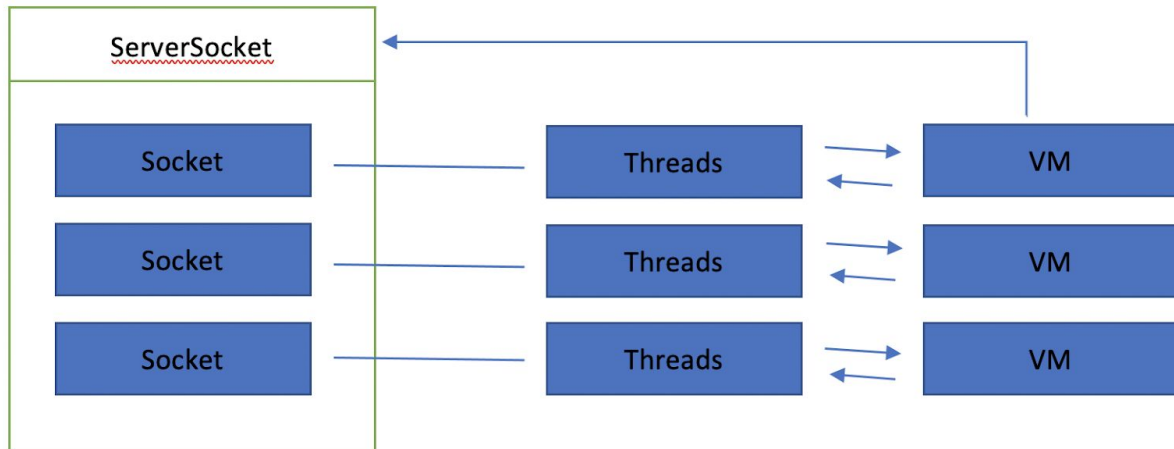 ServerSocket
Socket
Threads
VM
Socket
Threads
VM
Socket
Threads
VM